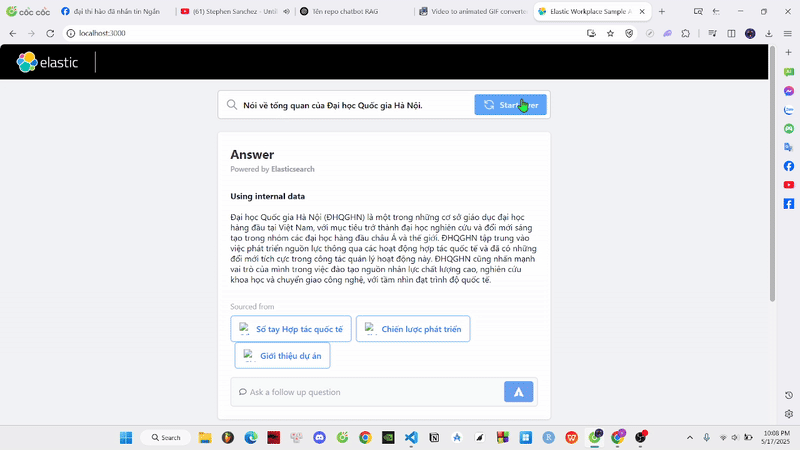 cốc cốc
đại thi hào đã nhắn tin Ngần
(61) Stephen Sanchez - Until
Tên repo chatbot RAG
Video to animated GIF converter
Elastic Workplace Sample A
localhost:3000
elastic
Nói về tổng quan của Đại học Quốc gia Hà Nội.
Start over
Answer
Powered by Elasticsearch
Using internal data
Đại học Quốc gia Hà Nội (ĐHQGHN) là một trong những cơ sở giáo dục đại học
hàng đầu tại Việt Nam, với mục tiêu trở thành đại học nghiên cứu và đổi mới sáng
tạo trong nhóm các đại học hàng đầu châu Á và thế giới. ĐHQGHN tập trung vào
việc phát triển nguồn lực thông qua các hoạt động hợp tác quốc tế và đã có những
đổi mới tích cực trong công tác quản lý hoạt động này. ĐHQGHN cũng nhấn mạnh
vai trò của mình trong việc đào tạo nguồn nhân lực chất lượng cao, nghiên cứu
khoa học và chuyển giao công nghệ, với tầm nhìn đạt trình độ quốc tế.
Sourced from
Sổ tay Hợp tác quốc tế
Chiến lược phát triển
Giới thiệu dự án
Ask a follow up question
Search
10:08 PM
5/17/2025